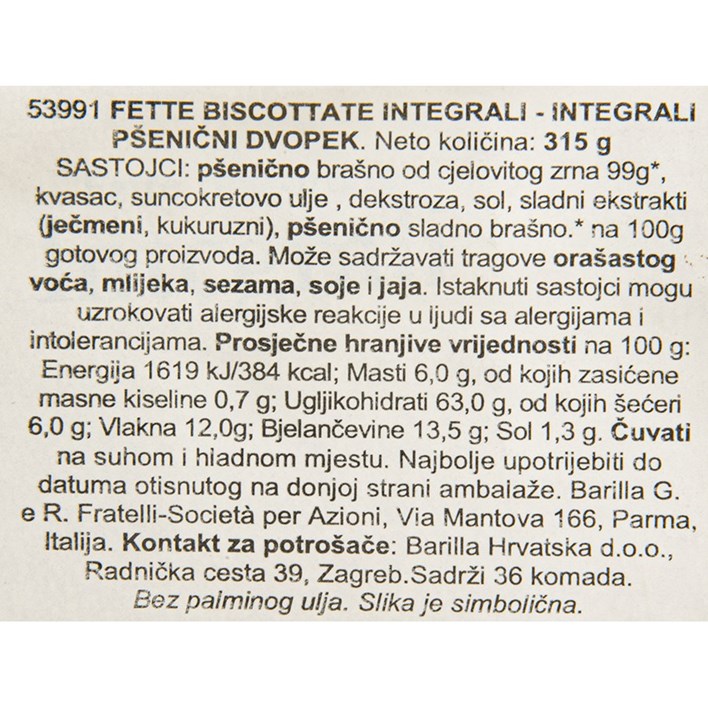 53991 FETTE BISCOTTATE INTEGRALI - INTEGRALI
PŠENIČNI DVOPEK. Neto količina: 315 g
SASTOJCI: pšenično brašno od cjelovitog zrna 99g*,
kvasac, suncokretovo ulje , dekstroza, sol, sladni ekstrakti
(ječmeni, kukuruzni), pšenično sladno brašno.* na 100g
gotovog proizvoda. Može sadržavati tragove orašastog
voća, mlijeka, sezama, soje i jaja. Istaknuti sastojci mogu
uzrokovati alergijske reakcije u ljudi sa alergijama i
intolerancijama. Prosječne hranjive vrijednosti na 100 g:
Energija 1619 kJ/384 kcal; Masti 6,0 g, od kojih zasićene
masne kiseline 0,7 g; Ugljikohidrati 63,0 g, od kojih šećeri
6,0 g; Vlakna 12,0g; Bjelančevine 13,5 g; Sol 1,3 g. Čuvati
na suhom i hladnom mjestu. Najbolje upotrijebiti do
datuma otisnutog na donjoj strani ambalaže. Barilla G.
e R. Fratelli-Società per Azioni, Via Mantova 166, Parma,
Italija. Kontakt za potrošače: Barilla Hrvatska d.o.o.,
Radnička cesta 39, Zagreb.Sadrži 36 komada.
Bez palminog ulja. Slika je simbolična.